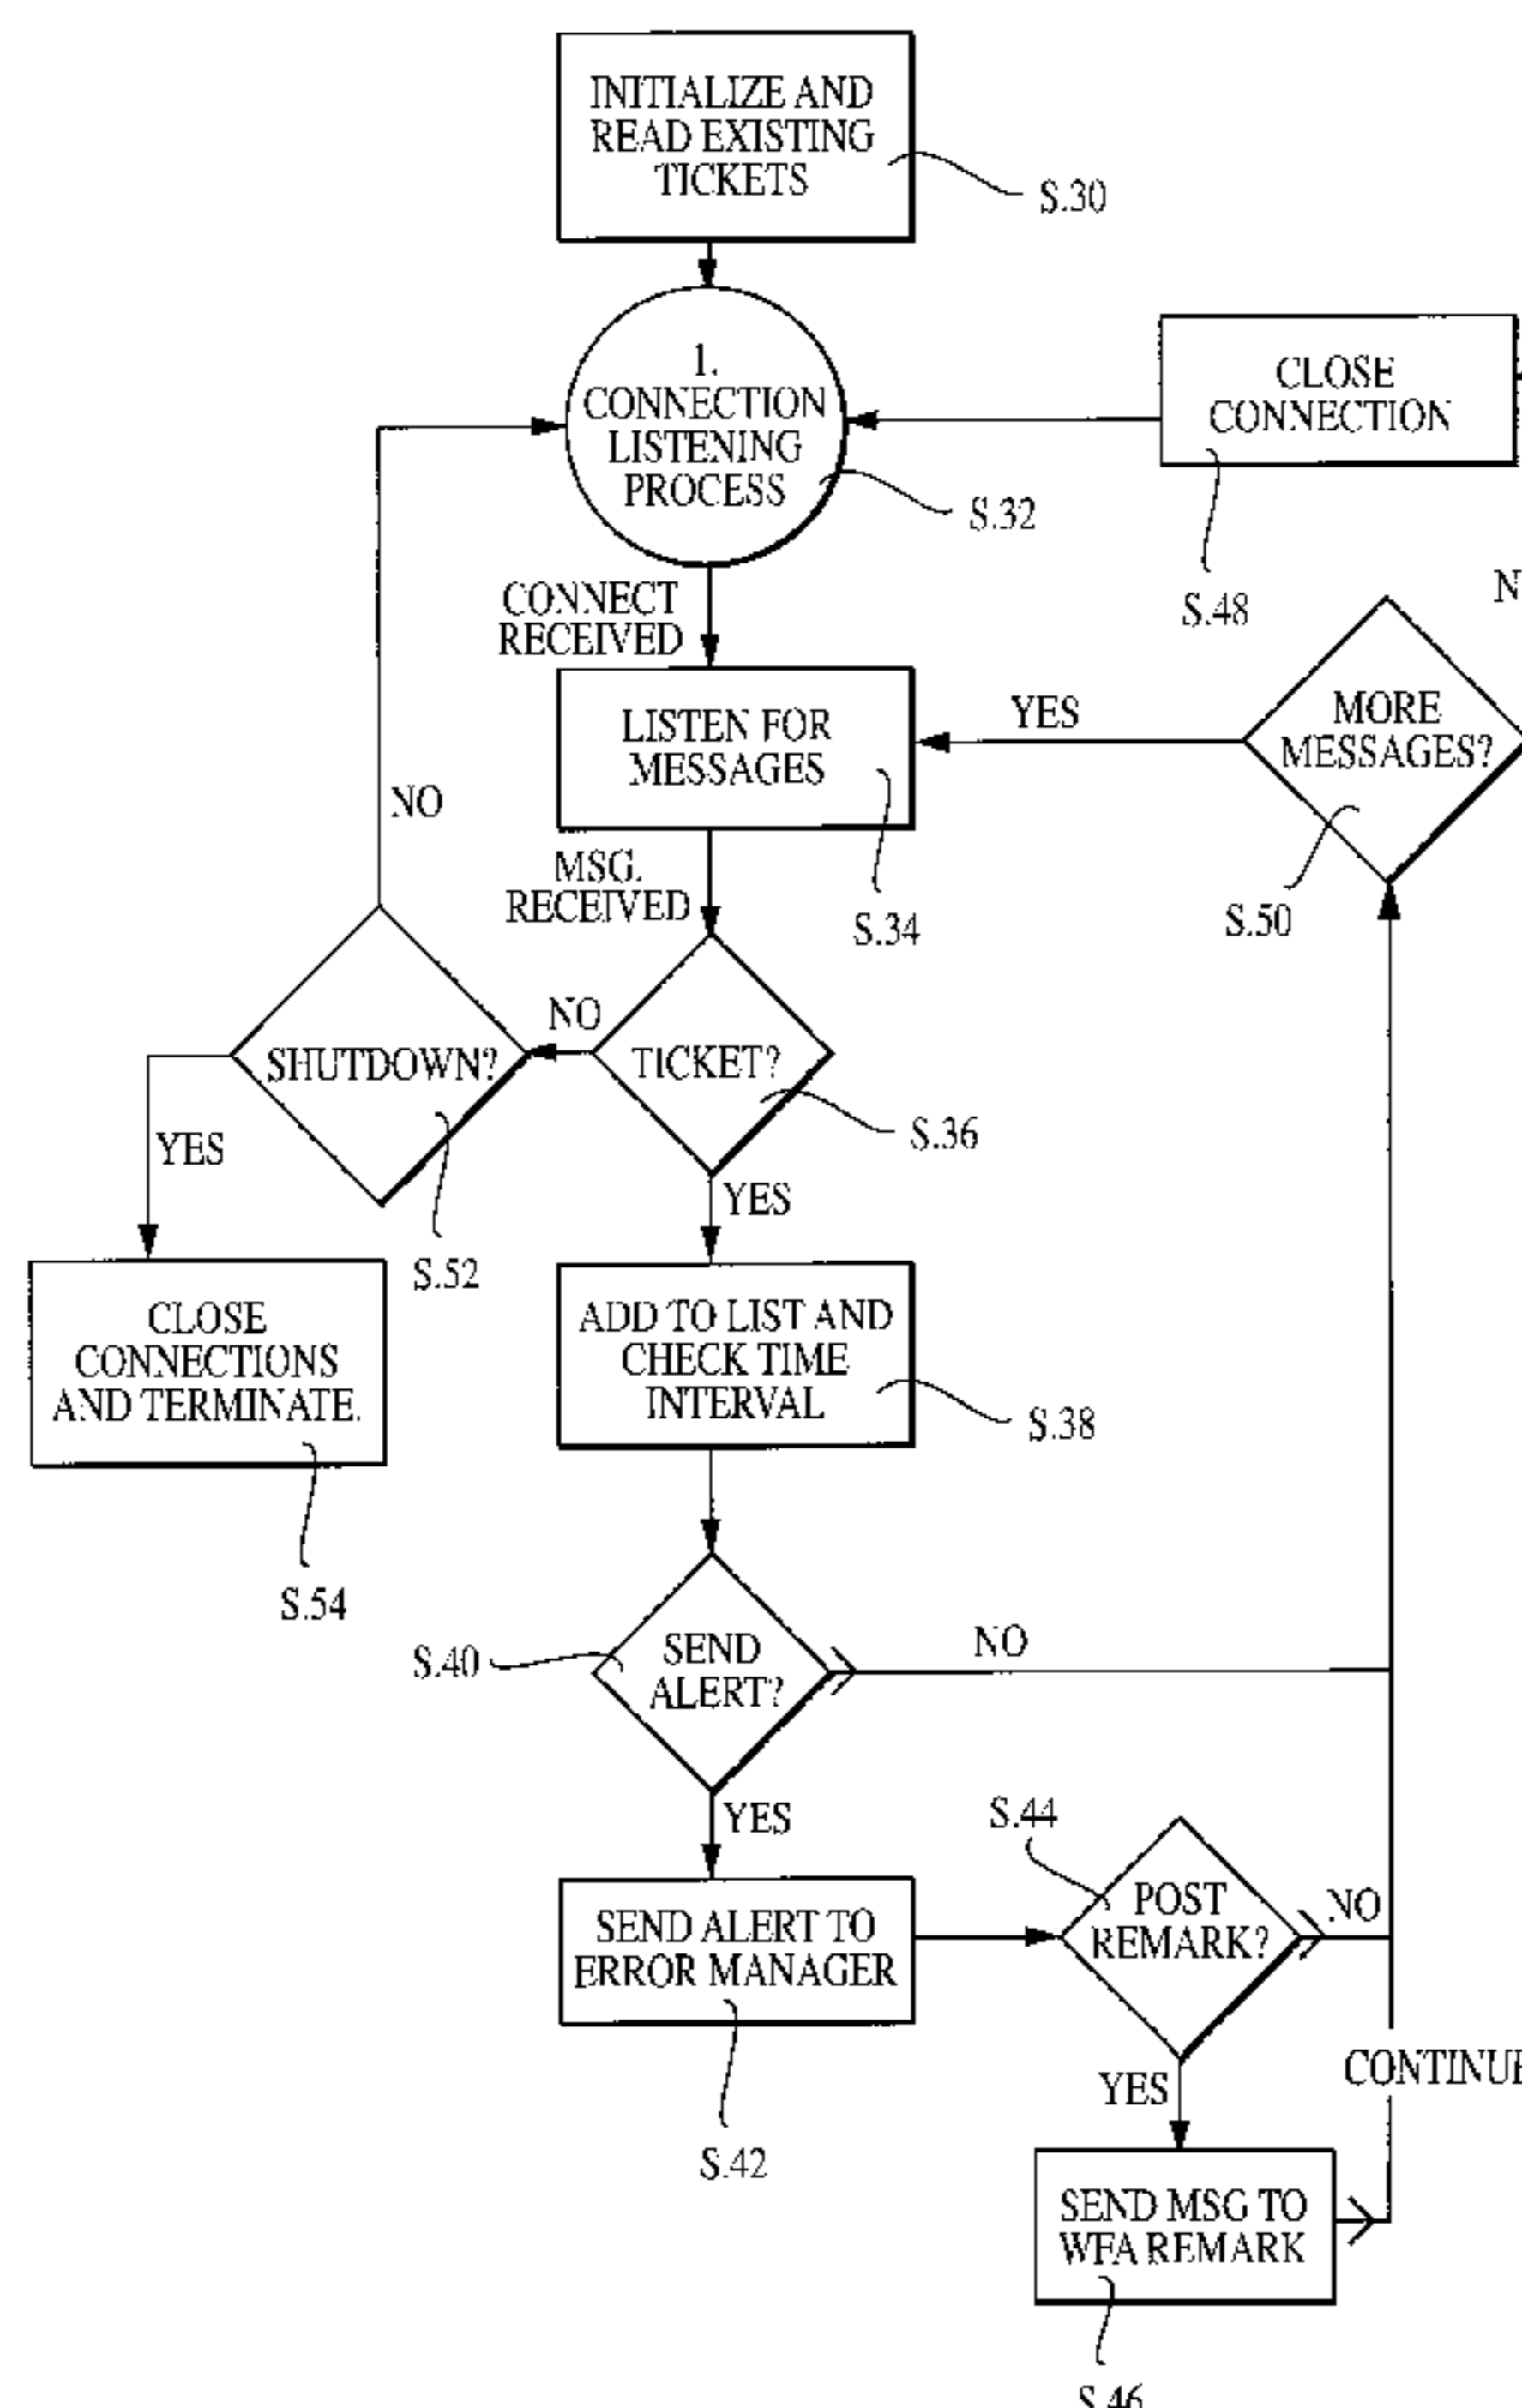 INITIALIZE AND
READ EXISTING
TICKETS
S.30
1.
CONNECTION
LISTENING
PROCESS
S.32
CLOSE
CONNECTION
S.48
CONNECT
RECEIVED
N
LISTEN FOR
MESSAGES
S.34
YES
MORE
MESSAGES?
S.50
NO
MSG.
RECEIVED
SHUTDOWN?
S.52
NO
TICKET?
S.36
YES
YES
CLOSE
CONNECTIONS
AND TERMINATE.
S.54
ADD TO LIST AND
CHECK TIME
INTERVAL
S.38
S.40
SEND
ALERT?
NO
YES
SEND ALERT TO
ERROR MANAGER
S.42
S.44
POST
REMARK?
NO
YES
CONTINUE
SEND MSG TO
WFA REMARK
S.46